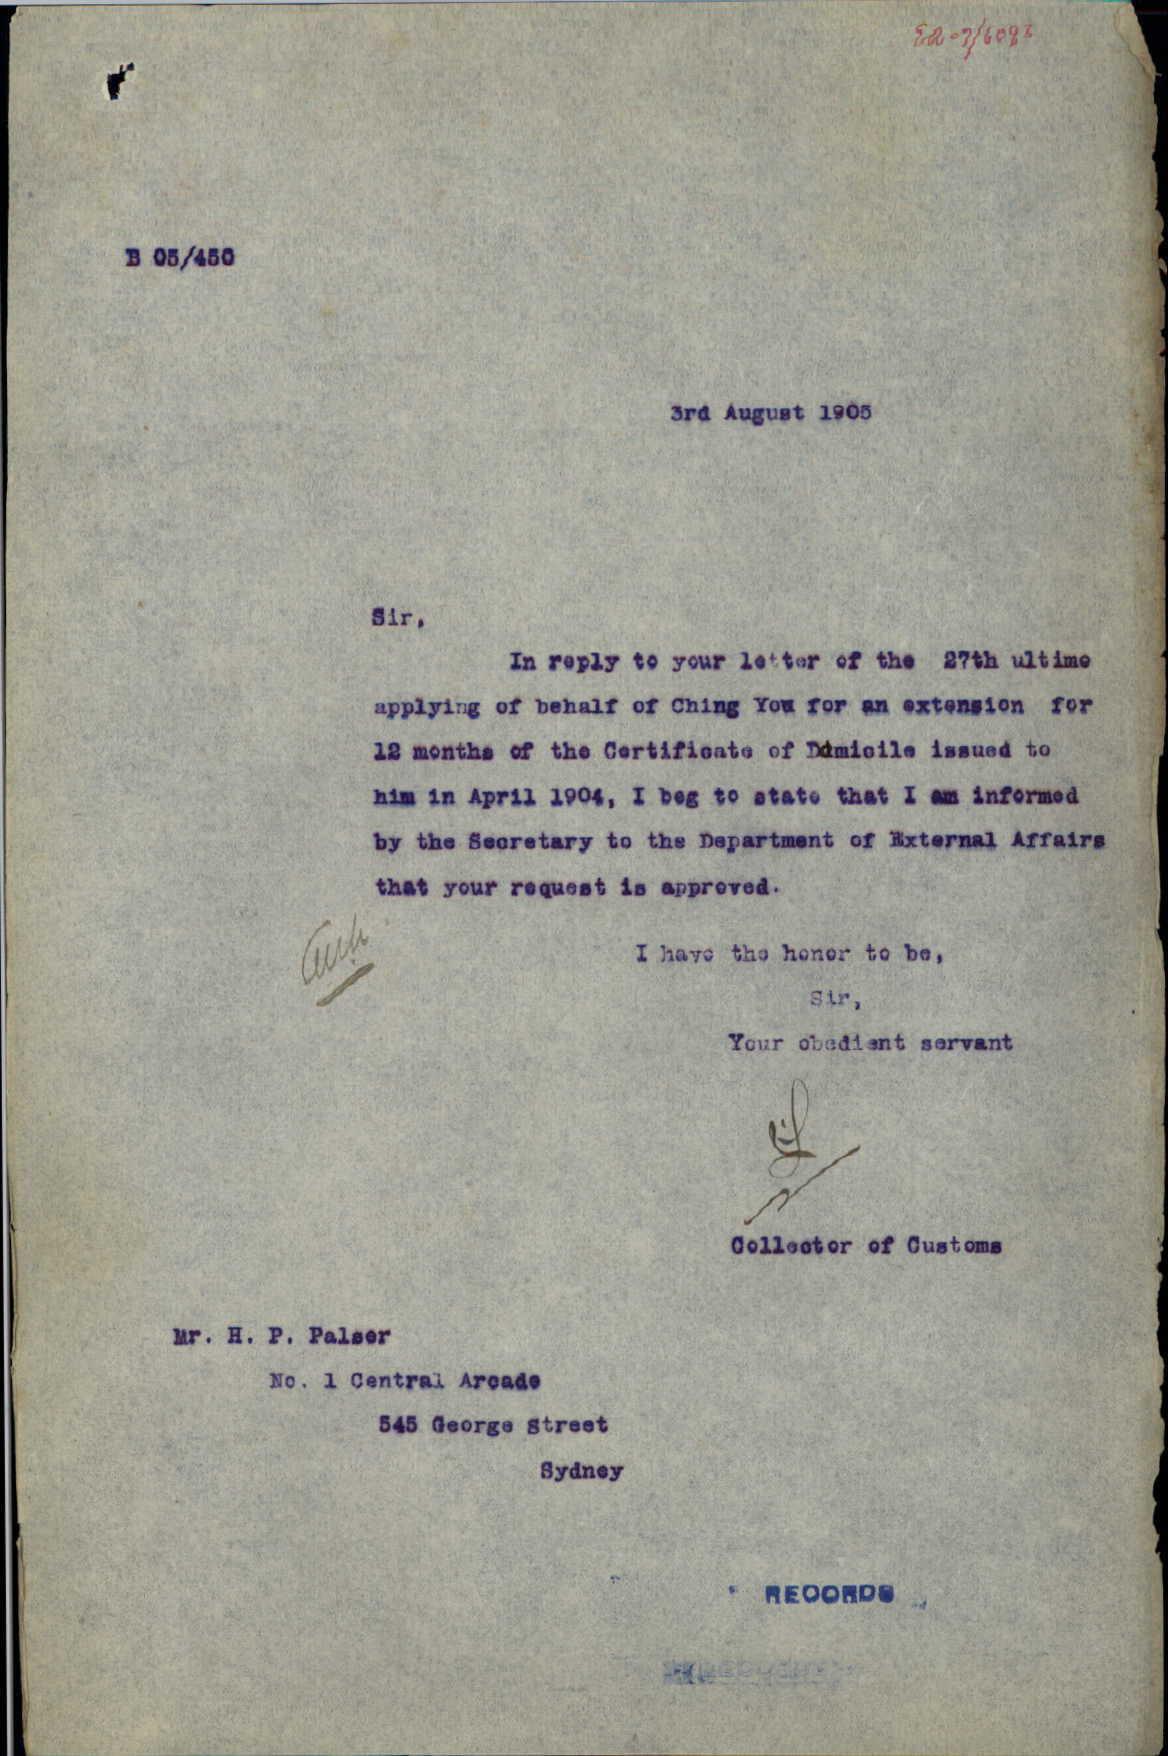 B 05/450
3rd August 1905
Sir,
In reply to your letter of the 27th ultimo
applying of behalf of Ching You for an extension for
12 months of the Certificate of Domicile issued to
him in April 1904, I beg to state that I am informed
by the Secretary to the Department of External Affairs
that your request is approved.
I have the honor to be,
Sir,
Your obedient servant
Collector of Customs
Mr. H. P. Palser
No. 1 Central Arcade
545 George Street
Sydney
RECORDS